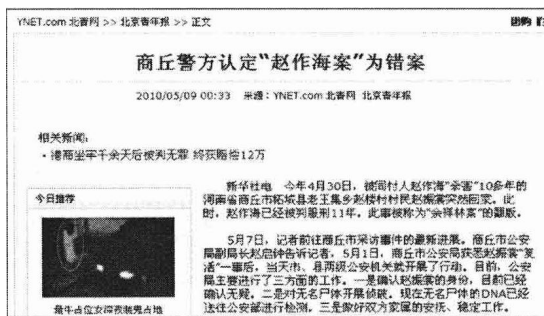 YNET.com 北青网 >> 北京青年报 >> 正文
团购
商丘警方认定“赵作海案”为错案
2010/05/09 00:33 来源：YNET.com 北青网 北京青年报
相关新闻：
· 港商坐牢千余天后被判无罪 终获赔偿12万
今日推荐
最牛占位女深夜装鬼占地
新华社电 今年4月30日，被同村人赵作海“杀害”10多年的
河南省商丘市柘城县老王集乡赵楼村村民赵振裳突然回家。此
时，赵作海已经被判服刑11年。此事被称为“佘祥林案”的翻版。
5月7日，记者前往商丘市采访事件的最新进展。商丘市公安
局副局长赵启钟告诉记者，5月1日，商丘市公安局获悉赵振裳“复
活”一事后，当天市、县两级公安机关就开展了行动。目前，公安
局主要进行了三方面的工作。一是确认赵振裳的身份，目前已经
确认无疑。二是对无名尸体开展侦破。现在无名尸体的DNA已经
送往公安部进行检测。三是做好双方家属的安抚、稳定工作。